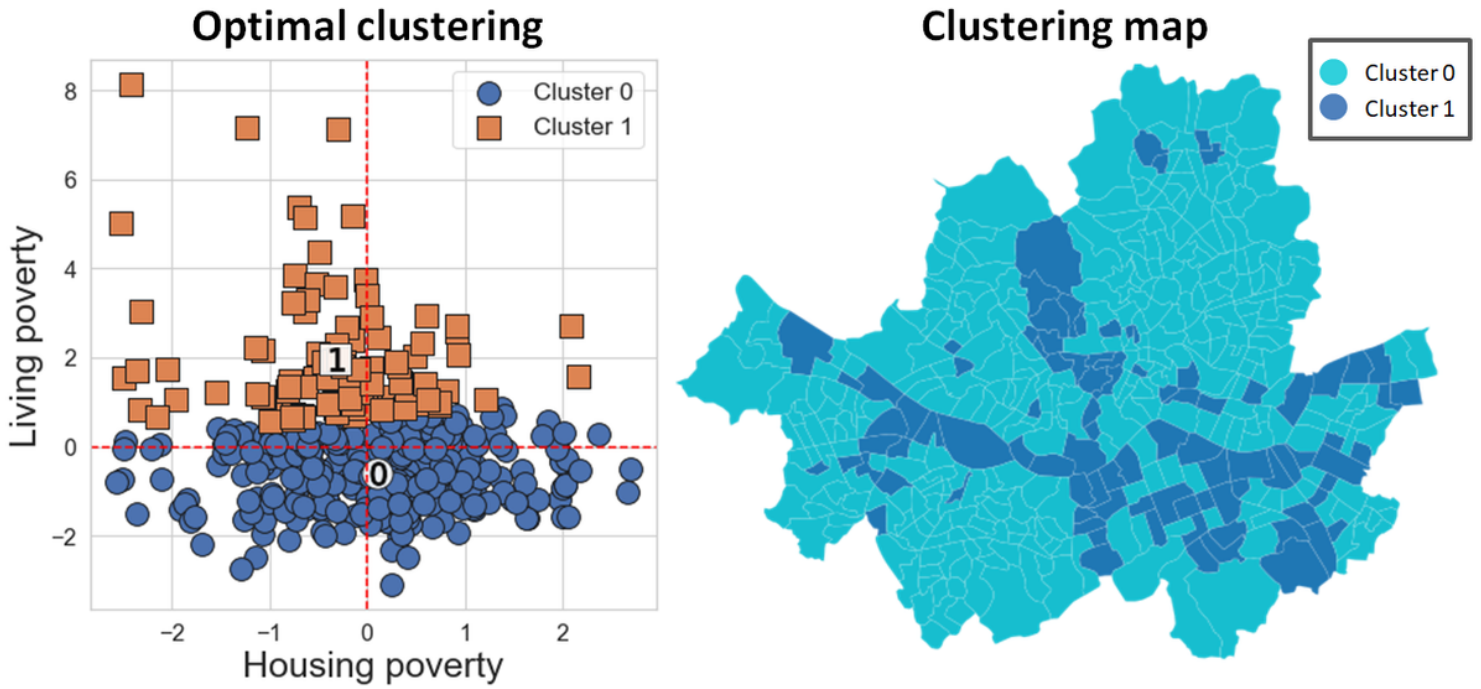 Optimal clustering
Clustering map
Cluster 0
Cluster 1
8
6
4
2
0
−2
1
0
−2
−1
0
1
2
Living poverty
Housing poverty
Cluster 0
Cluster 1